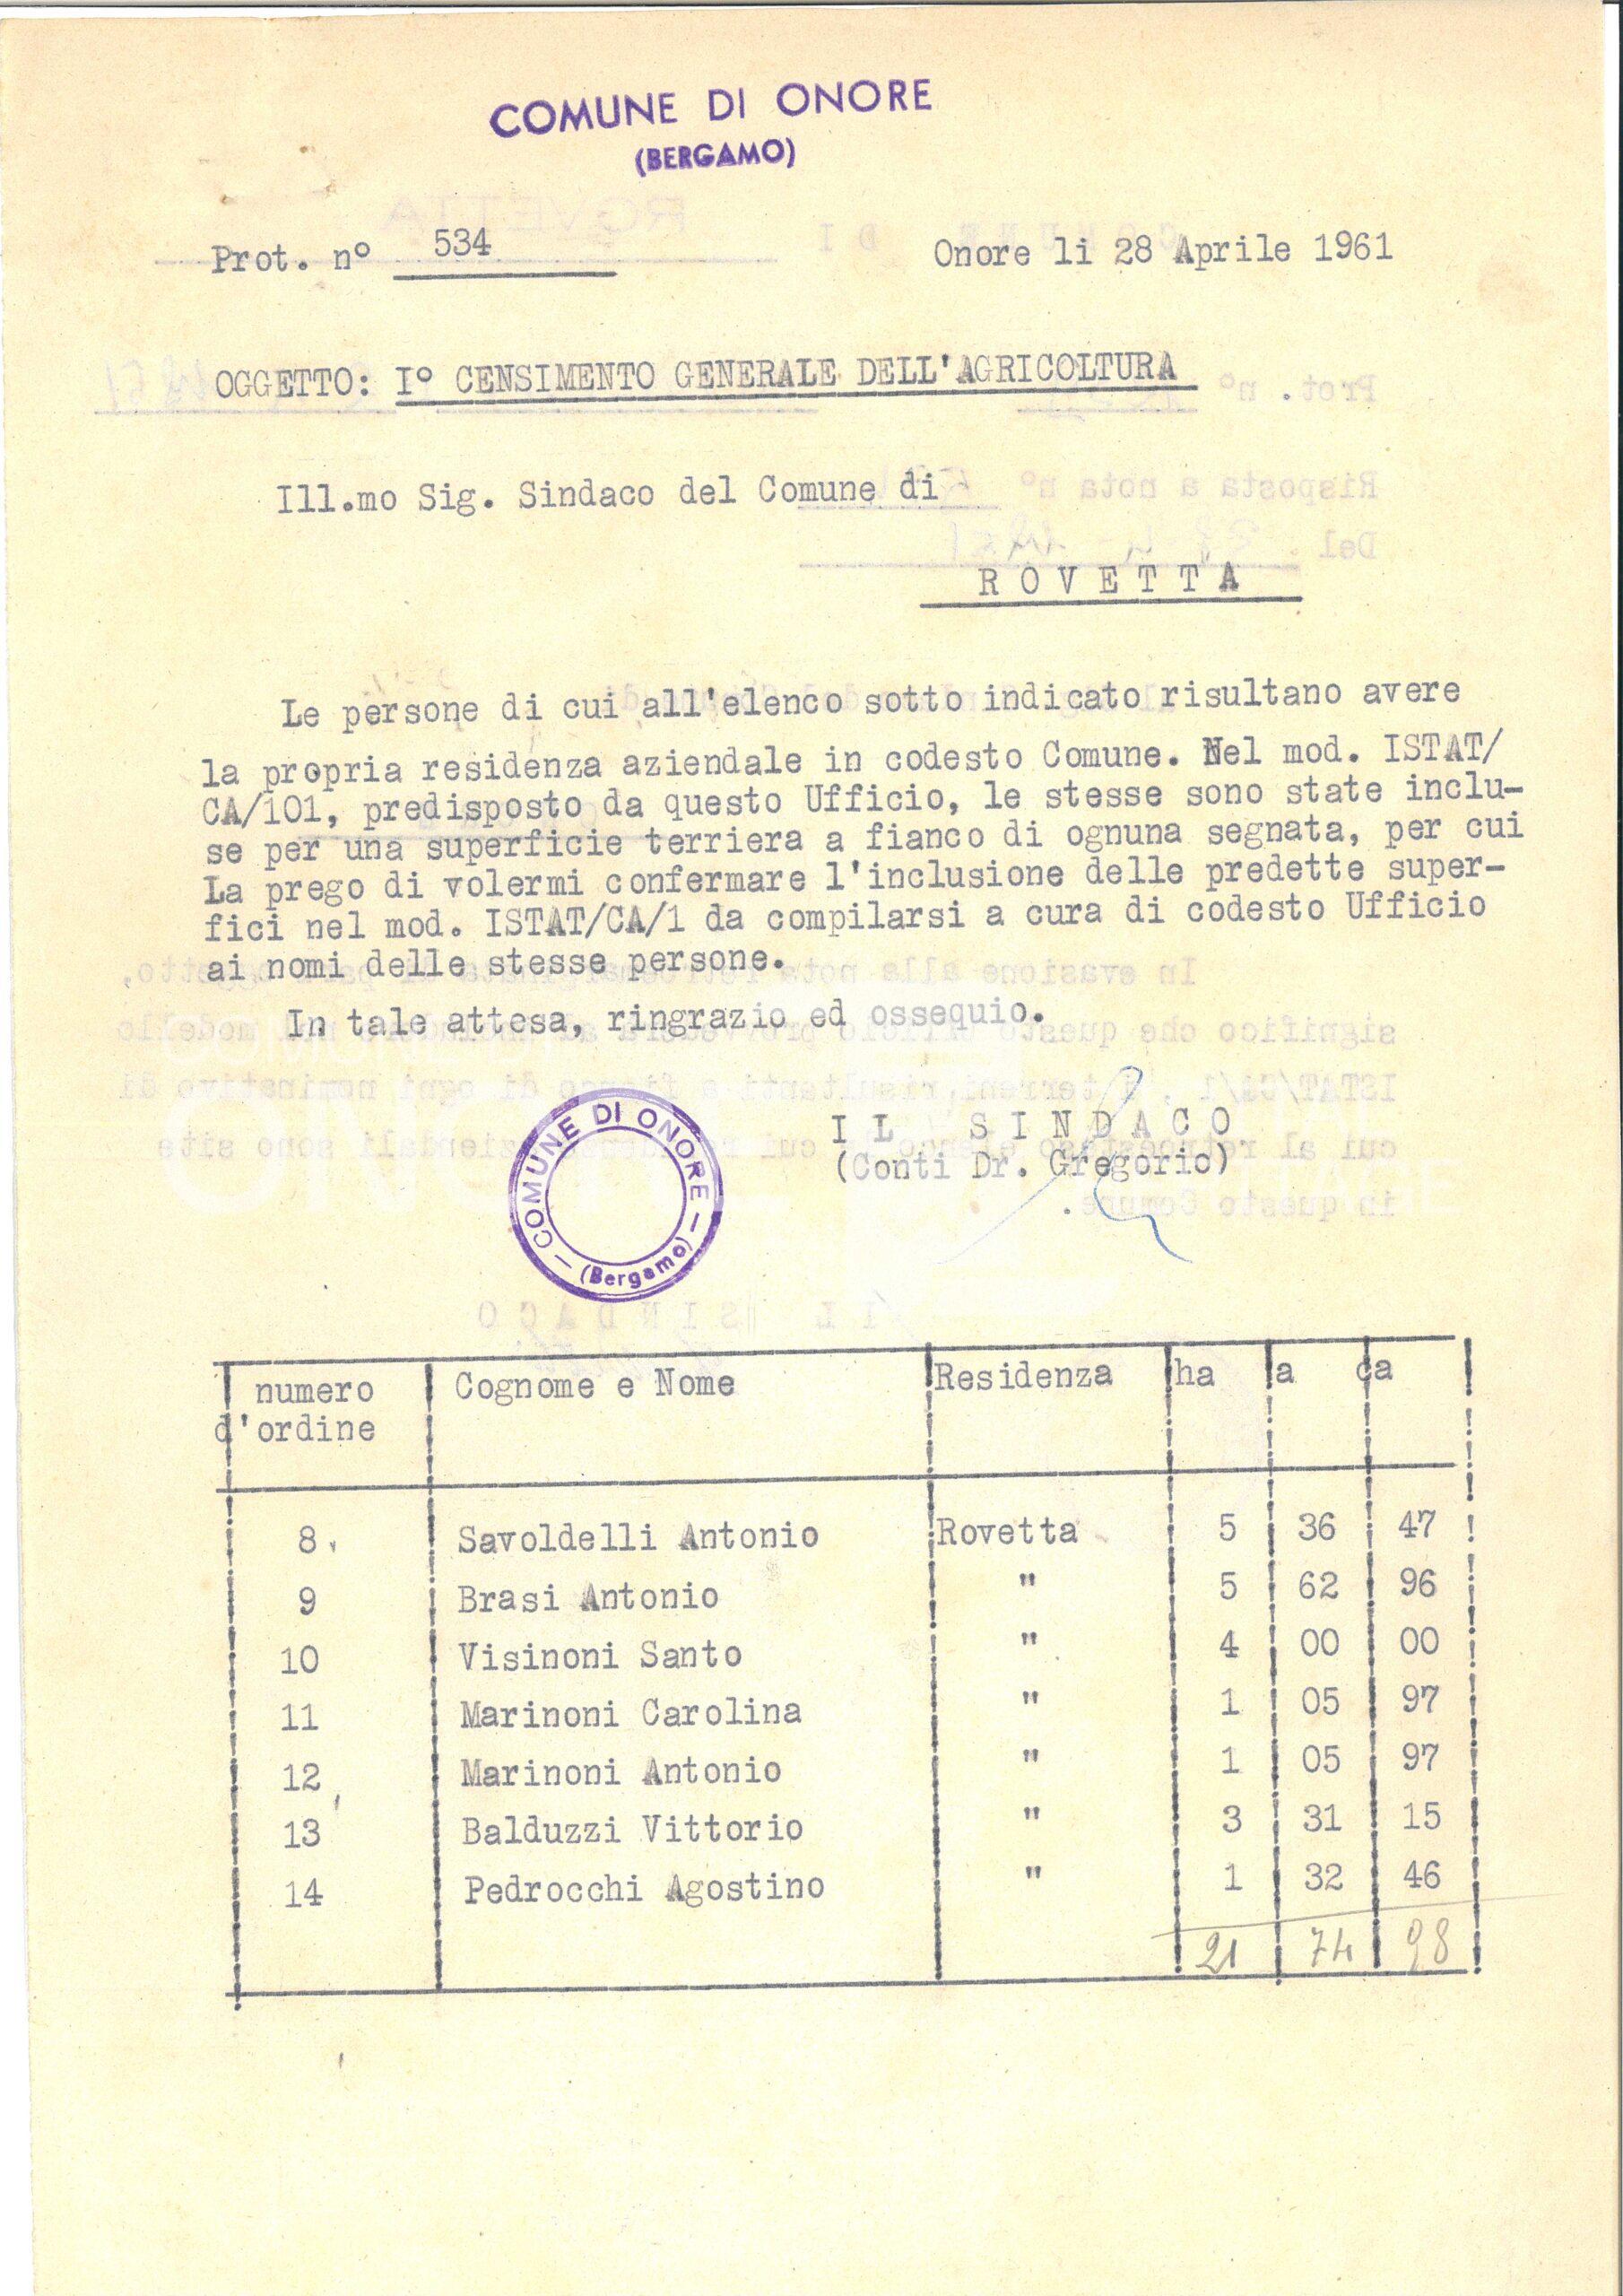 COMUNE DI ONORE
(BERGAMO)
Prot. n° 534
Onore li 28 Aprile 1961
OGGETTO: I° CENSIMENTO GENERALE DELL'AGRICOLTURA
Ill.mo Sig. Sindaco del Comune di
ROVETTA
Le persone di cui all'elenco sotto indicato risultano avere
la propria residenza aziendale in codesto Comune. Nel mod. ISTAT/
CA/101, predisposto da questo Ufficio, le stesse sono state inclu-
se per una superficie terriera a fianco di ognuna segnata, per cui
La prego di volermi confermare l'inclusione delle predette super-
fici nel mod. ISTAT/CA/1 da compilarsi a cura di codesto Ufficio
ai nomi delle stesse persone.
In tale attesa, ringrazio ed ossequio.
COMUNE DI ONORE
(Bergamo)
IL SINDACO
(Conti Dr. Gregorio)
numero d'ordine Cognome e Nome Residenza ha a ca
8 Savoldelli Antonio Rovetta 5 36 47
9 Brasi Antonio " 5 62 96
10 Visinoni Santo " 4 00 00
11 Marinoni Carolina " 1 05 97
12 Marinoni Antonio " 1 05 97
13 Balduzzi Vittorio " 3 31 15
14 Pedrocchi Agostino " 1 32 46
21 74 98